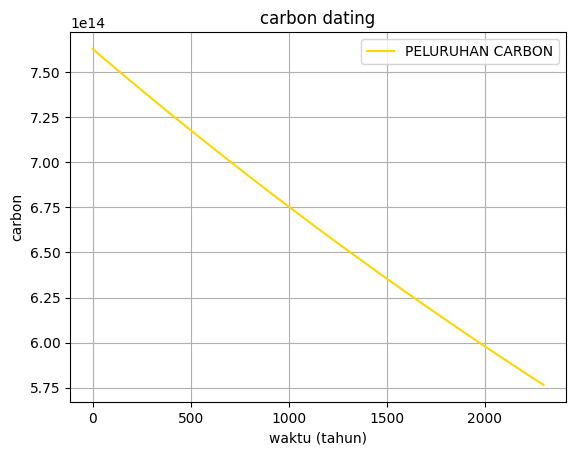 carbon dating
1e14
PELURUHAN CARBON
7.50
7.25
7.00
6.75
6.50
6.25
6.00
5.75
carbon
0 500 1000 1500 2000
waktu (tahun)